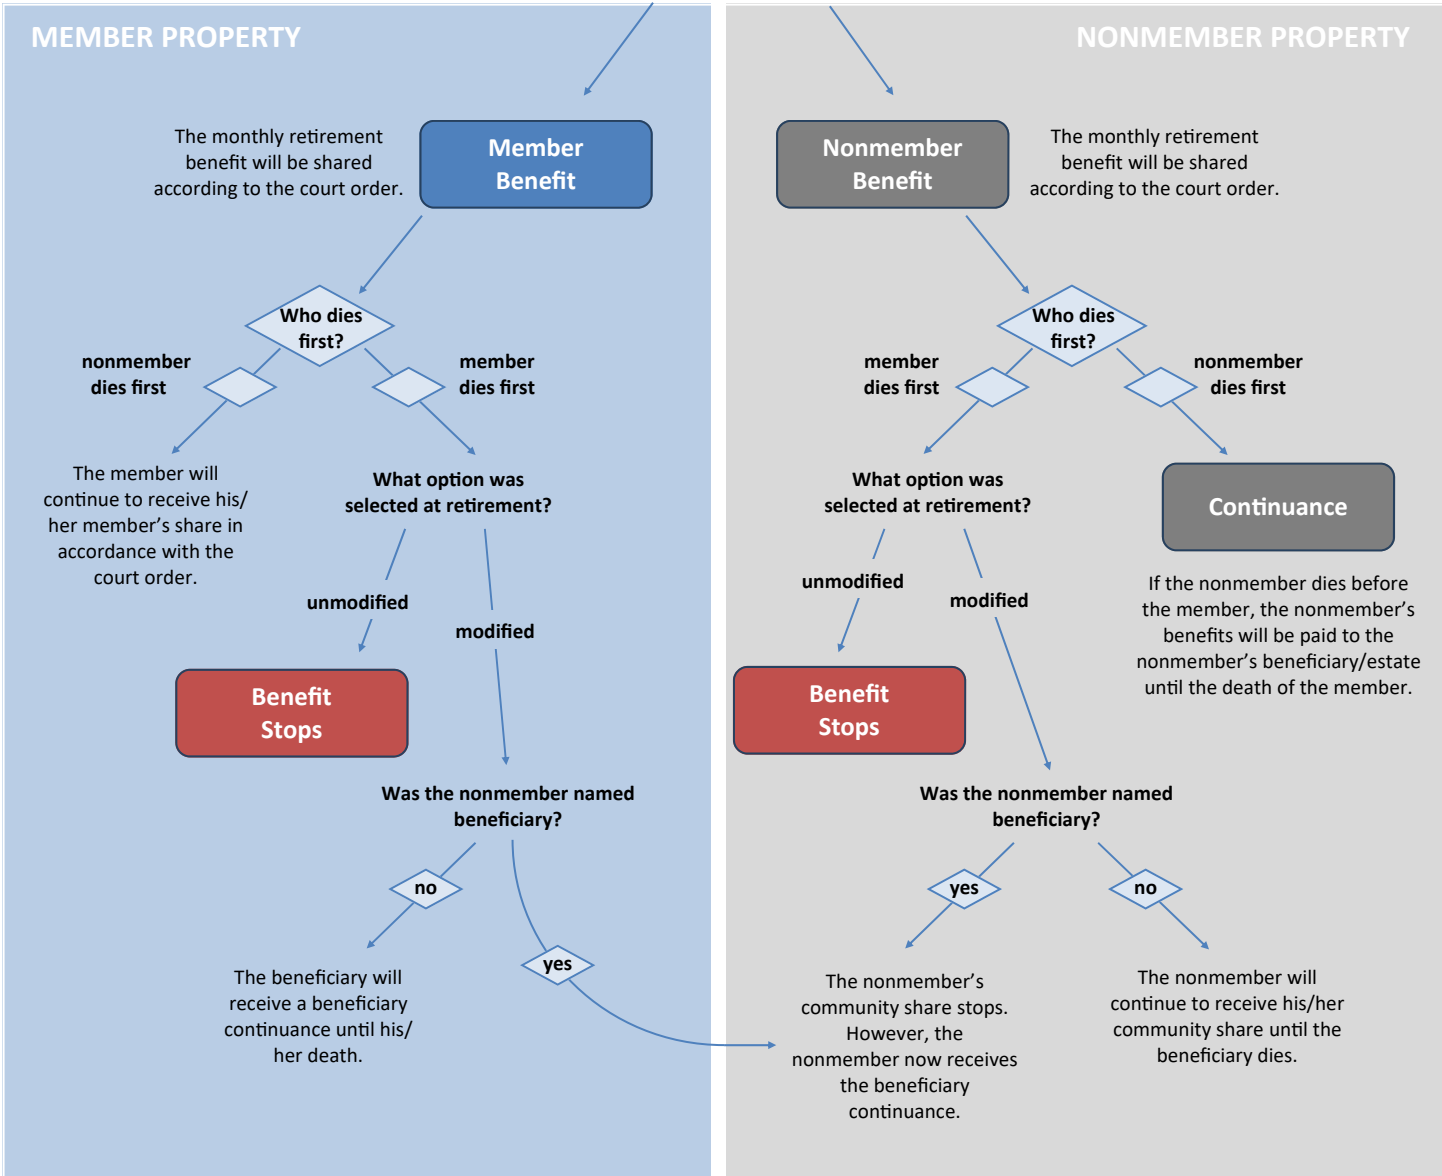 MEMBER PROPERTY
The monthly retirement
benefit will be shared
according to the court order.
Member
Benefit
Who dies
first?
nonmember
dies first
member
dies first
The member will
continue to receive his/
her member’s share in
accordance with the
court order.
What option was
selected at retirement?
unmodified
modified
Benefit
Stops
Was the nonmember named
beneficiary?
no
yes
The beneficiary will
receive a beneficiary
continuance until his/
her death.
NONMEMBER PROPERTY
Nonmember
Benefit
The monthly retirement
benefit will be shared
according to the court order.
Who dies
first?
member
dies first
nonmember
dies first
What option was
selected at retirement?
Continuance
If the nonmember dies before
the member, the nonmember’s
benefits will be paid to the
nonmember’s beneficiary/estate
until the death of the member.
unmodified
modified
Benefit
Stops
Was the nonmember named
beneficiary?
yes
no
The nonmember’s
community share stops.
However, the
nonmember now receives
the beneficiary
continuance.
The nonmember will
continue to receive his/her
community share until the
beneficiary dies.